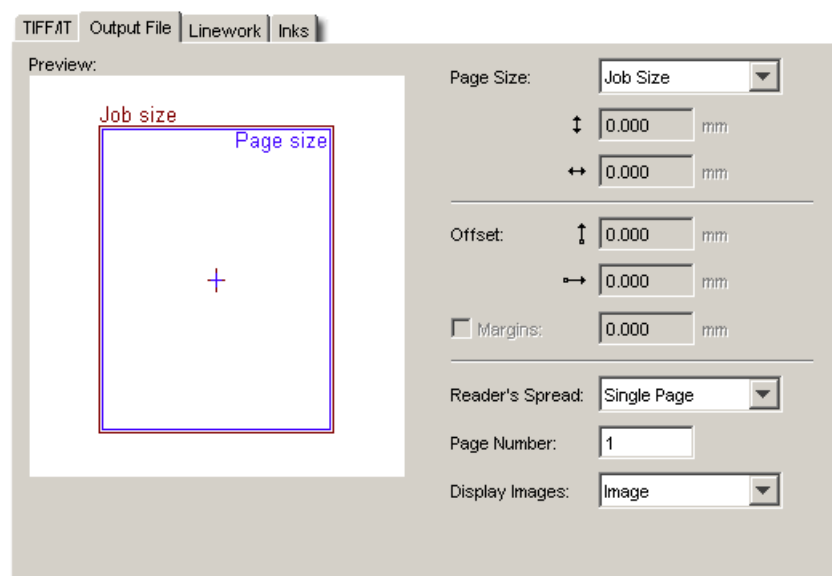 TIFF/IT Output File Linework Inks
Preview:
Job size
Page size
Page Size: Job Size
0.000 mm
0.000 mm
Offset: 0.000 mm
0.000 mm
Margins: 0.000 mm
Reader's Spread: Single Page
Page Number: 1
Display Images: Image